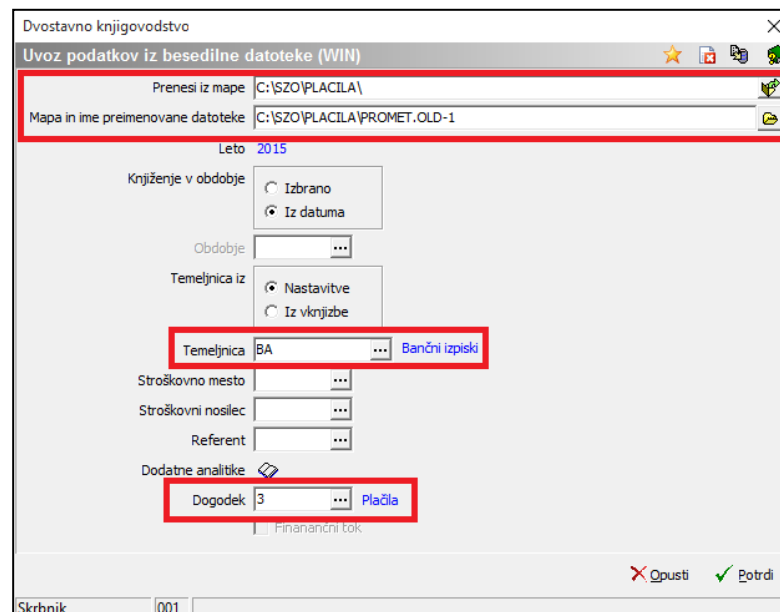 Dvostavno knjigovodstvo
Uvoz podatkov iz besedilne datoteke (WIN)
Prenesi iz mape C:\SZO\PLACILA\
Mapa in ime preimenovane datoteke C:\SZO\PLACILA\PROMET.OLD-1
Leto 2015
Knjiženje v obdobje
Izbrano
Iz datuma
Obdobje ...
Temeljnica iz
Nastavitve
Iz vknjizbe
Temeljnica BA ... Bančni izpiski
Stroškovno mesto ...
Stroškovni nosilec ...
Referent ...
Dodatne analitike
Dogodek 3 ... Plačila
Finananční tok
Opusti Potrdi
Skrbnik 001